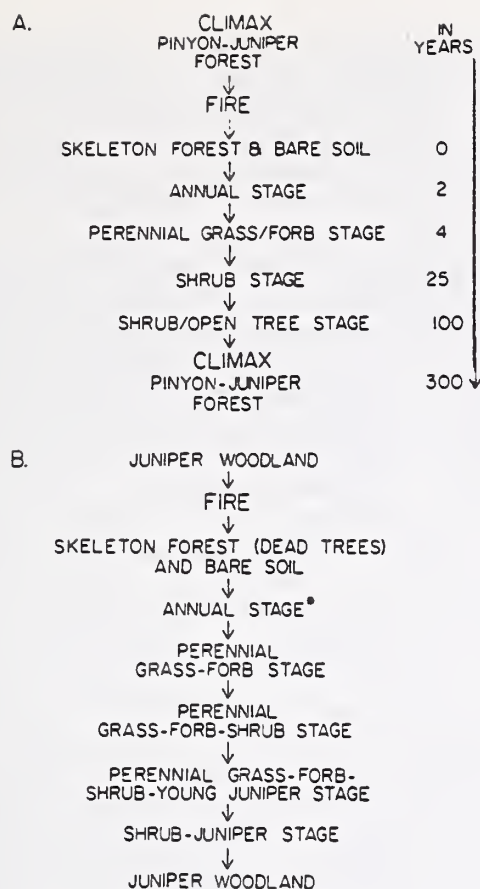 A.
CLIMAX
PINYON-JUNIPER
FOREST
IN
YEARS
FIRE
SKELETON FOREST & BARE SOIL 0
ANNUAL STAGE 2
PERENNIAL GRASS/FORB STAGE 4
SHRUB STAGE 25
SHRUB/OPEN TREE STAGE 100
CLIMAX
PINYON-JUNIPER
FOREST
300
B.
JUNIPER WOODLAND
FIRE
SKELETON FOREST (DEAD TREES)
AND BARE SOIL
ANNUAL STAGE*
PERENNIAL
GRASS-FORB STAGE
PERENNIAL
GRASS-FORB-SHRUB STAGE
PERENNIAL GRASS-FORB-
SHRUB-YOUNG JUNIPER STAGE
SHRUB-JUNIPER STAGE
JUNIPER WOODLAND